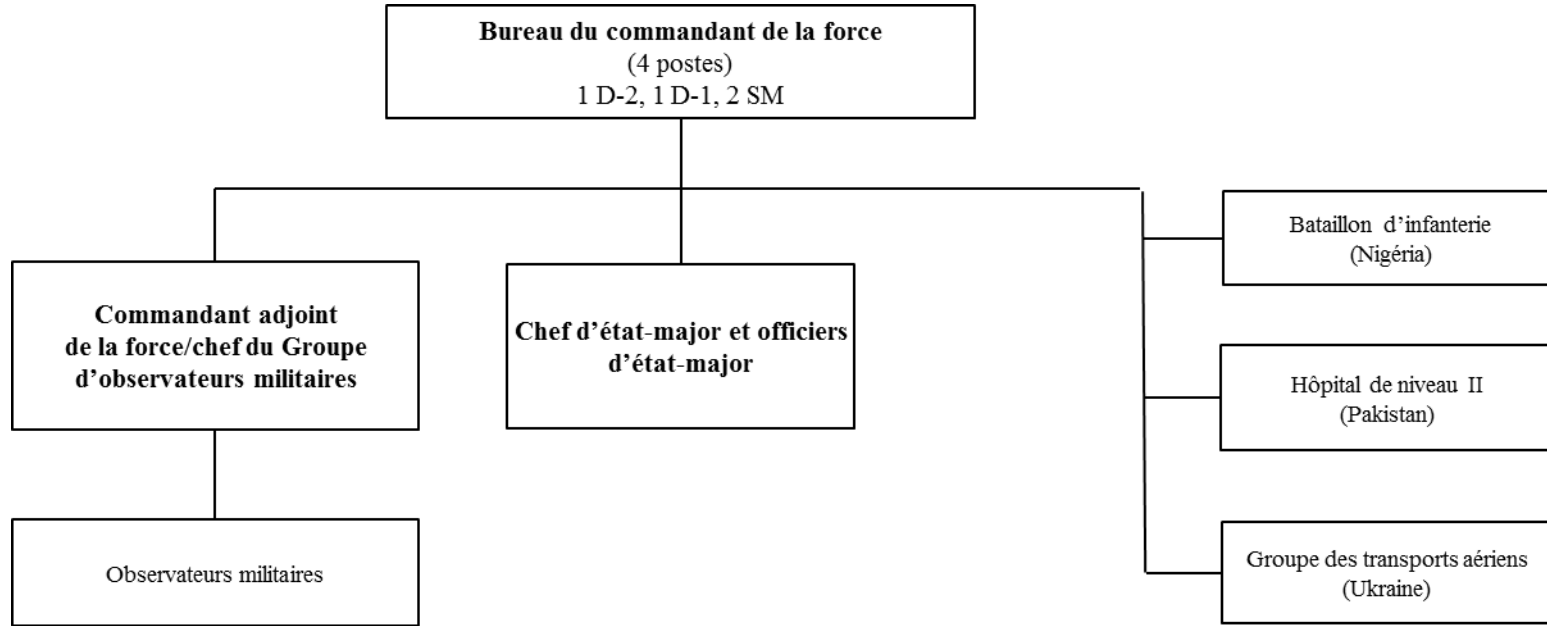 Bureau du commandant de la force
(4 postes)
1 D-2, 1 D-1, 2 SM
Commandant adjoint
de la force/chef du Groupe
d’observateurs militaires
Observateurs militaires
Chef d’état-major et officiers
d’état-major
Bataillon d’infanterie
(Nigéria)
Hôpital de niveau II
(Pakistan)
Groupe des transports aériens
(Ukraine)